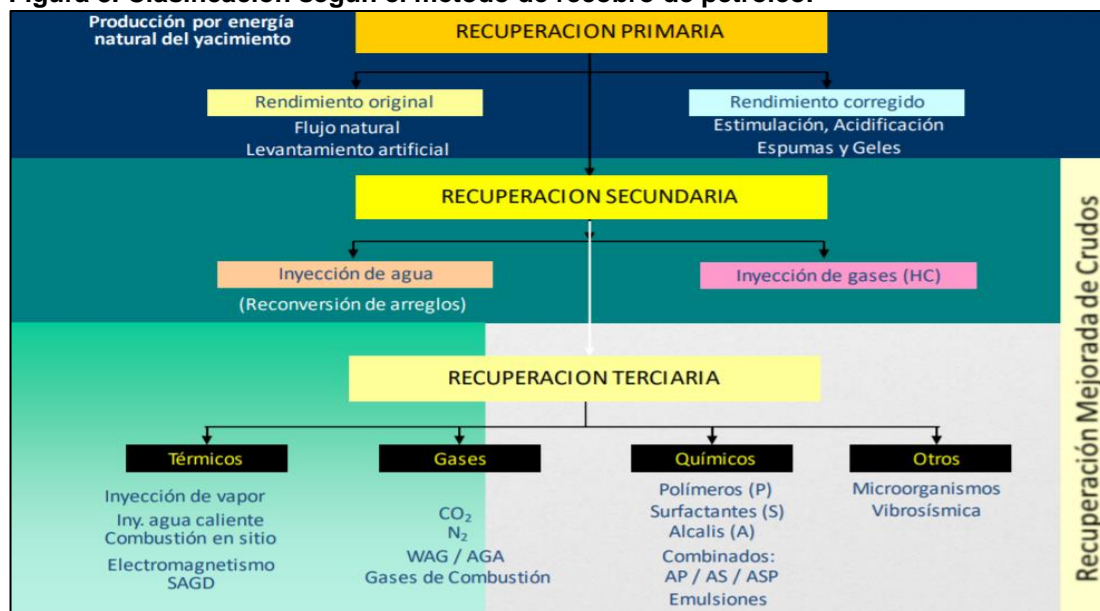 Producción por energía
natural del yacimiento
RECUPERACION PRIMARIA
Rendimiento original
Flujo natural
Levantamiento artificial
Rendimiento corregido
Estimulación, Acidificación
Espumas y Geles
RECUPERACION SECUNDARIA
Inyección de agua
(Reconversión de arreglos)
Inyección de gases (HC)
RECUPERACION TERCIARIA
Térmicos
Inyección de vapor
Iny. agua caliente
Combustión en sitio
Electromagnetismo
SAGD
Gases
CO₂
N₂
WAG / AGA
Gases de Combustión
Químicos
Polímeros (P)
Surfactantes (S)
Alcalis (A)
Combinados:
AP / AS / ASP
Emulsiones
Otros
Microorganismos
Vibrosísmica
Recuperación Mejorada de Crudos